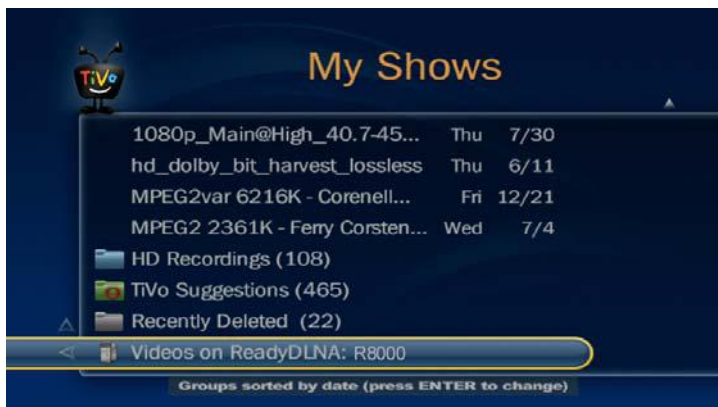 TiVo
My Shows
1080p_Main@High_40.7-45... Thu 7/30
hd_dolby_bit_harvest_lossless Thu 6/11
MPEG2var 6216K - Corenell... Fri 12/21
MPEG2 2361K - Ferry Corsten... Wed 7/4
HD Recordings (108)
TiVo Suggestions (465)
Recently Deleted (22)
Videos on ReadyDLNA: R8000
Groups sorted by date (press ENTER to change)